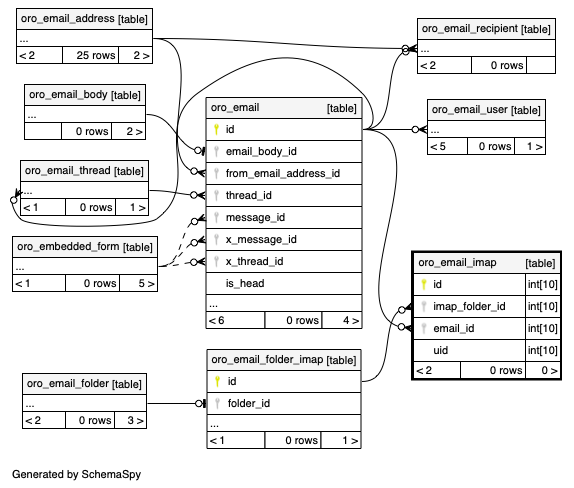 oro_email_address [table]
...
< 2 25 rows 2 >
oro_email_recipient [table]
...
< 2 0 rows
oro_email_body [table]
...
0 rows 2 >
oro_email [table]
id
email_body_id
from_email_address_id
thread_id
message_id
x_message_id
x_thread_id
is_head
...
< 6 0 rows 4 >
oro_email_user [table]
...
< 5 0 rows 1 >
oro_email_thread [table]
...
< 1 0 rows 1 >
oro_embedded_form [table]
...
< 1 0 rows 5 >
oro_email_imap [table]
id int[10]
imap_folder_id int[10]
email_id int[10]
uid int[10]
< 2 0 rows 0 >
oro_email_folder_imap [table]
id
folder_id
...
< 1 0 rows 1 >
oro_email_folder [table]
...
< 2 0 rows 3 >
Generated by SchemaSpy